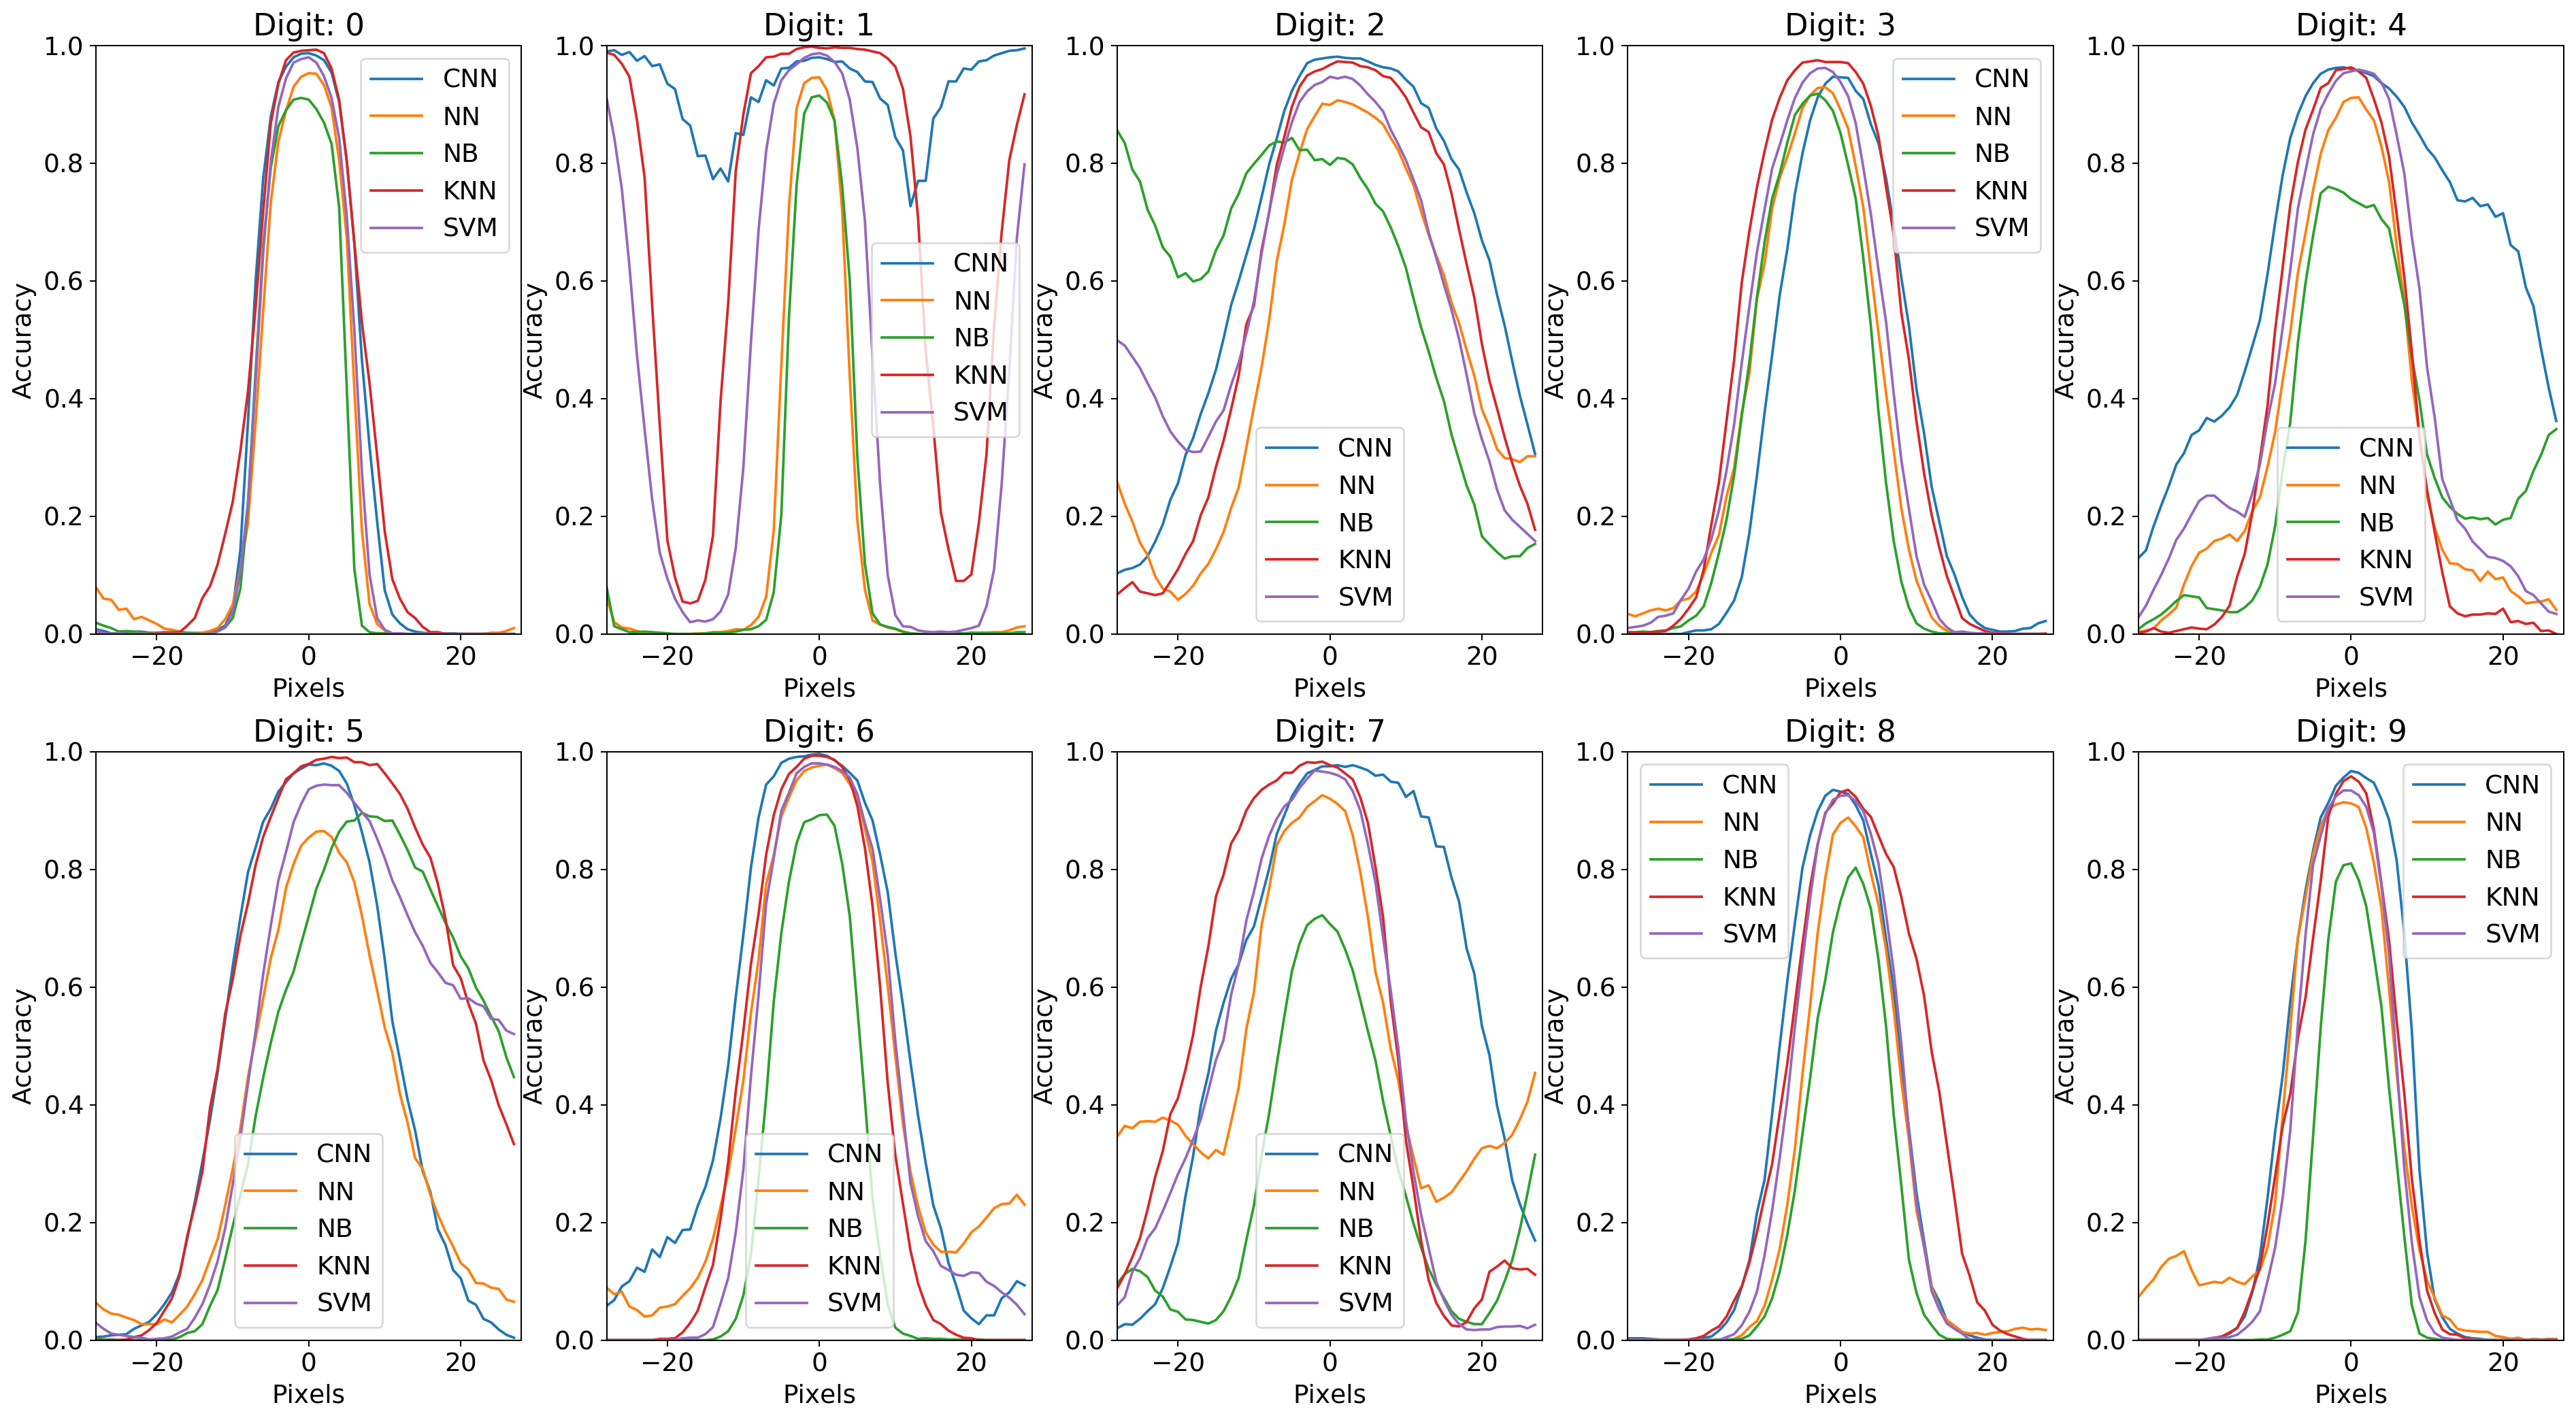 Digit: 0
1.0
0.8
0.6
0.4
0.2
0.0
Accuracy
CNN
NN
NB
KNN
SVM
−20
0
20
Pixels
Digit: 1
1.0
0.8
0.6
0.4
0.2
0.0
Accuracy
CNN
NN
NB
KNN
SVM
−20
0
20
Pixels
Digit: 2
1.0
0.8
0.6
0.4
0.2
0.0
Accuracy
CNN
NN
NB
KNN
SVM
−20
0
20
Pixels
Digit: 3
1.0
0.8
0.6
0.4
0.2
0.0
Accuracy
CNN
NN
NB
KNN
SVM
−20
0
20
Pixels
Digit: 4
1.0
0.8
0.6
0.4
0.2
0.0
Accuracy
CNN
NN
NB
KNN
SVM
−20
0
20
Pixels
Digit: 5
1.0
0.8
0.6
0.4
0.2
0.0
Accuracy
CNN
NN
NB
KNN
SVM
−20
0
20
Pixels
Digit: 6
1.0
0.8
0.6
0.4
0.2
0.0
Accuracy
CNN
NN
NB
KNN
SVM
−20
0
20
Pixels
Digit: 7
1.0
0.8
0.6
0.4
0.2
0.0
Accuracy
CNN
NN
NB
KNN
SVM
−20
0
20
Pixels
Digit: 8
1.0
0.8
0.6
0.4
0.2
0.0
Accuracy
CNN
NN
NB
KNN
SVM
−20
0
20
Pixels
Digit: 9
1.0
0.8
0.6
0.4
0.2
0.0
Accuracy
CNN
NN
NB
KNN
SVM
−20
0
20
Pixels